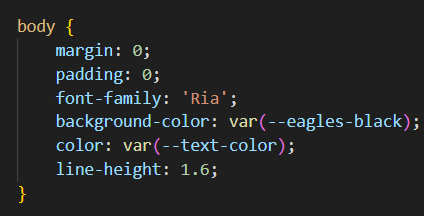 body {
    margin: 0;
    padding: 0;
    font-family: 'Ria';
    background-color: var(--eagles-black);
    color: var(--text-color);
    line-height: 1.6;
}